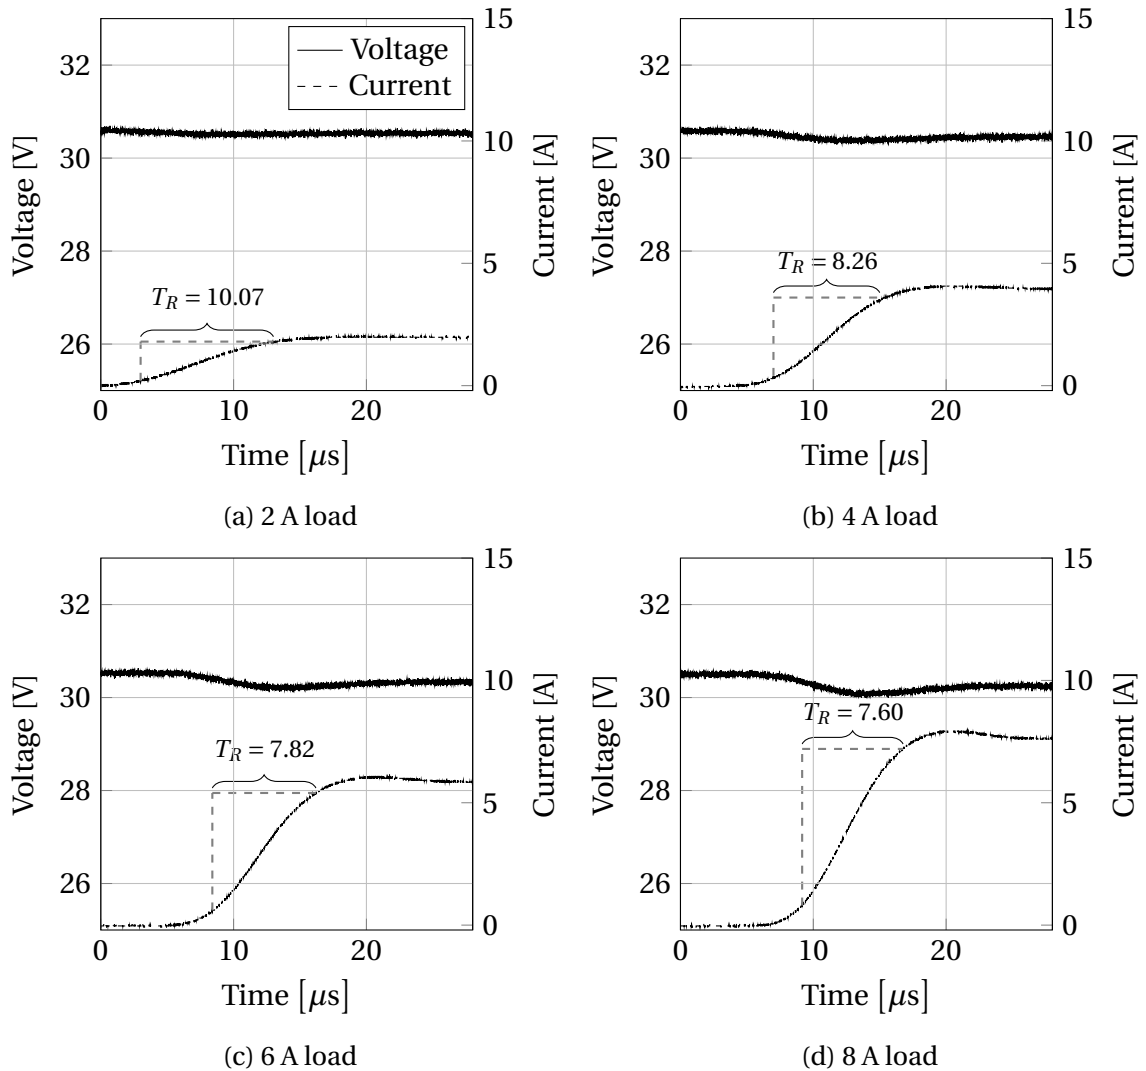 15
32
Voltage
Current
Voltage [V]
30
10
Current [A]
28
5
T_R = 10.07
26
0
0
10
20
Time [μs]
(a) 2 A load
15
32
Voltage [V]
30
10
Current [A]
28
5
T_R = 8.26
26
0
0
10
20
Time [μs]
(b) 4 A load
15
32
Voltage [V]
30
10
Current [A]
T_R = 7.82
28
5
26
0
0
10
20
Time [μs]
(c) 6 A load
15
32
Voltage [V]
30
10
Current [A]
T_R = 7.60
28
5
26
0
0
10
20
Time [μs]
(d) 8 A load